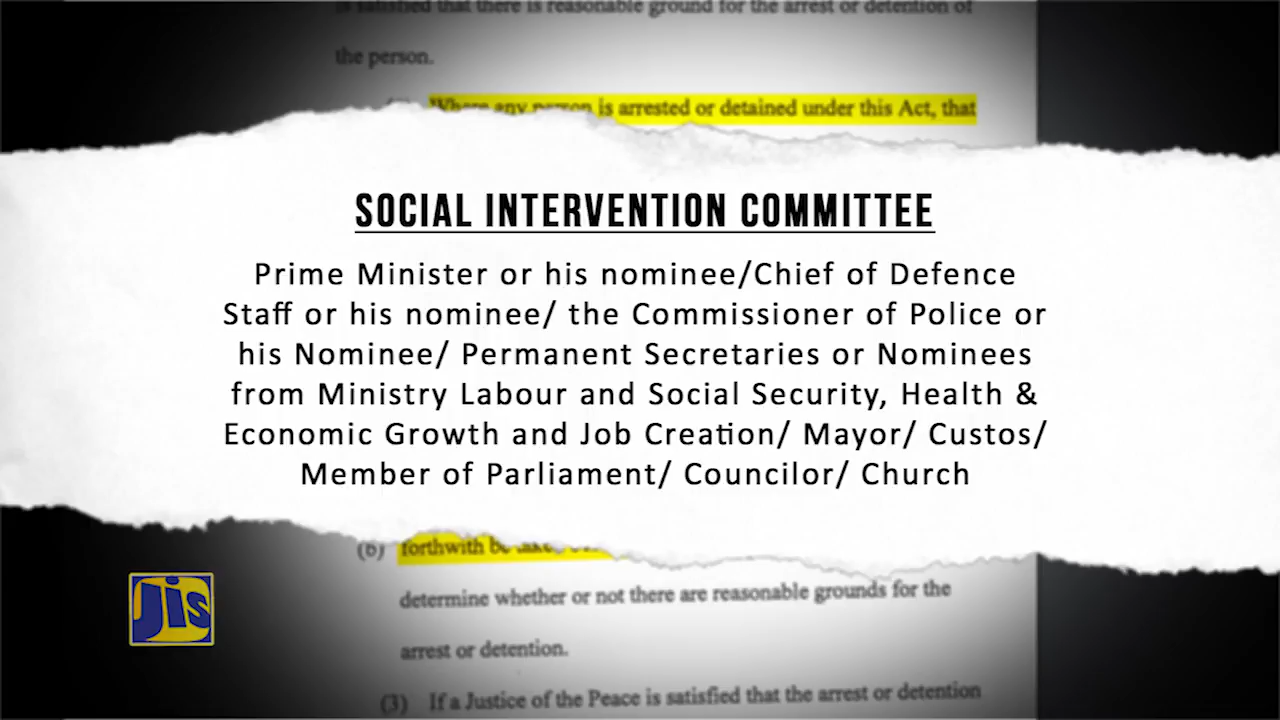 is satisfied that there is reasonable ground for the arrest or detention of
the person.
Where any person is arrested or detained under this Act, that
SOCIAL INTERVENTION COMMITTEE
Prime Minister or his nominee/Chief of Defence
Staff or his nominee/ the Commissioner of Police or
his Nominee/ Permanent Secretaries or Nominees
from Ministry Labour and Social Security, Health &
Economic Growth and Job Creation/ Mayor/ Custos/
Member of Parliament/ Councilor/ Church
(b) forthwith be
determine whether or not there are reasonable grounds for the
arrest or detention.
(3) If a Justice of the Peace is satisfied that the arrest or detention
Jis